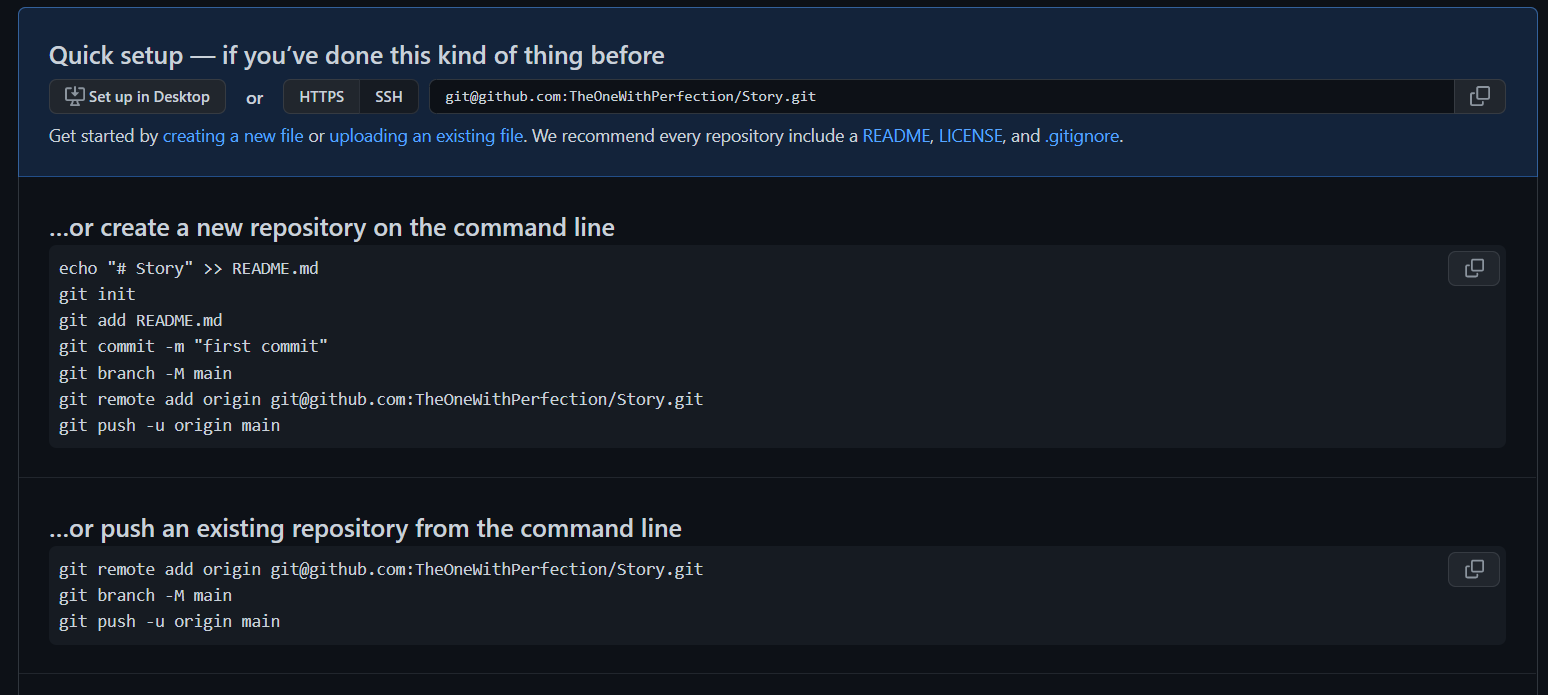 Quick setup — if you’ve done this kind of thing before
Set up in Desktop or HTTPS SSH git@github.com:TheOneWithPerfection/Story.git
Get started by creating a new file or uploading an existing file. We recommend every repository include a README, LICENSE, and .gitignore.
…or create a new repository on the command line
echo "# Story" >> README.md
git init
git add README.md
git commit -m "first commit"
git branch -M main
git remote add origin git@github.com:TheOneWithPerfection/Story.git
git push -u origin main
…or push an existing repository from the command line
git remote add origin git@github.com:TheOneWithPerfection/Story.git
git branch -M main
git push -u origin main